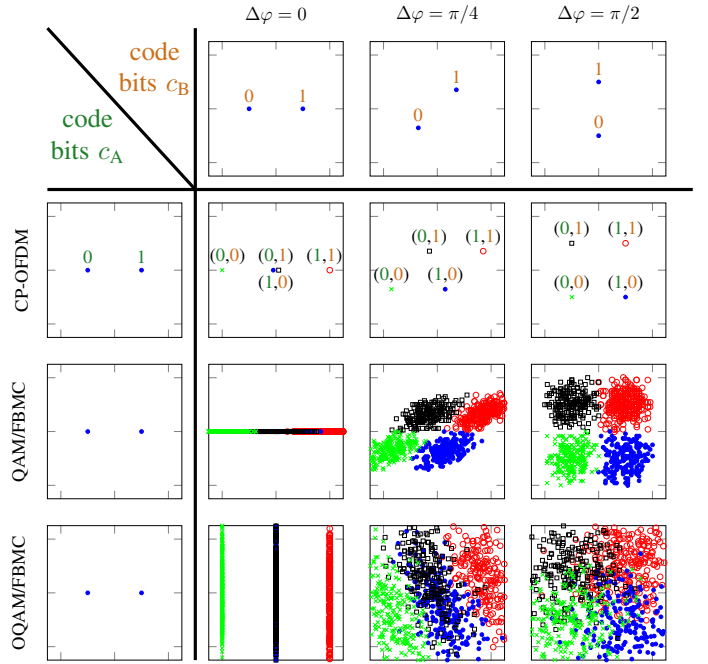 Δφ = 0
Δφ = π/4
Δφ = π/2
code
bits c_B
code
bits c_A
0 1
0 1
0 1
CP-OFDM
0 1
(0,0) (0,1) (1,1)
(1,0)
(0,1) (1,1)
(0,0) (1,0)
(0,1) (1,1)
(0,0) (1,0)
QAM/FBMC
OQAM/FBMC